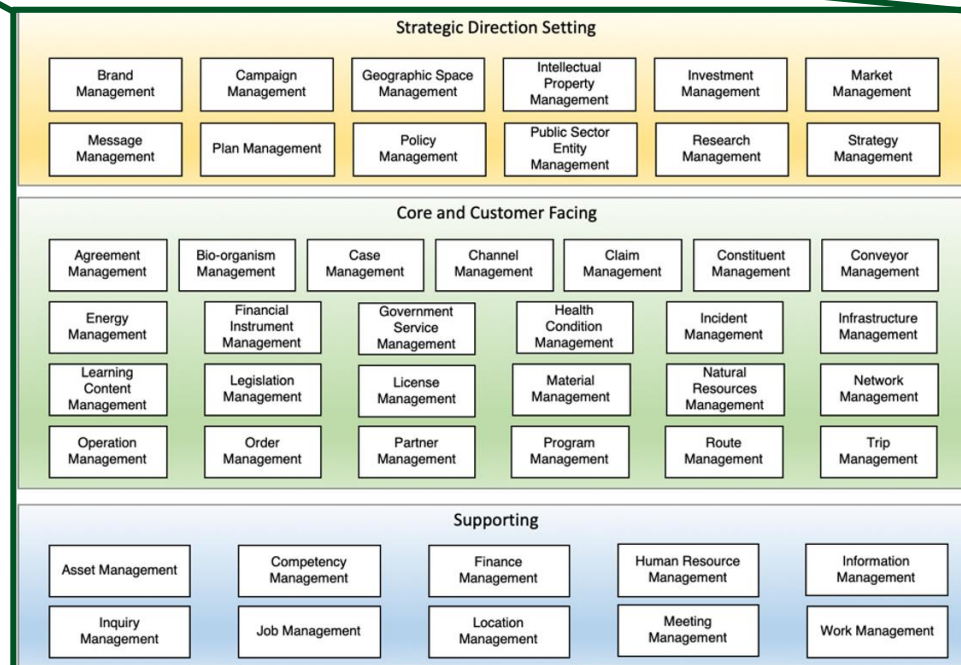 Strategic Direction Setting
Brand
Management
Campaign
Management
Geographic Space
Management
Intellectual
Property
Management
Investment
Management
Market
Management
Message
Management
Plan Management
Policy
Management
Public Sector
Entity
Management
Research
Management
Strategy
Management
Core and Customer Facing
Agreement
Management
Bio-organism
Management
Case
Management
Channel
Management
Claim
Management
Constituent
Management
Conveyor
Management
Energy
Management
Financial
Instrument
Management
Government
Service
Management
Health
Condition
Management
Incident
Management
Infrastructure
Management
Learning
Content
Management
Legislation
Management
License
Management
Material
Management
Natural
Resources
Management
Network
Management
Operation
Management
Order
Management
Partner
Management
Program
Management
Route
Management
Trip
Management
Supporting
Asset Management
Competency
Management
Finance
Management
Human Resource
Management
Information
Management
Inquiry
Management
Job Management
Location
Management
Meeting
Management
Work Management